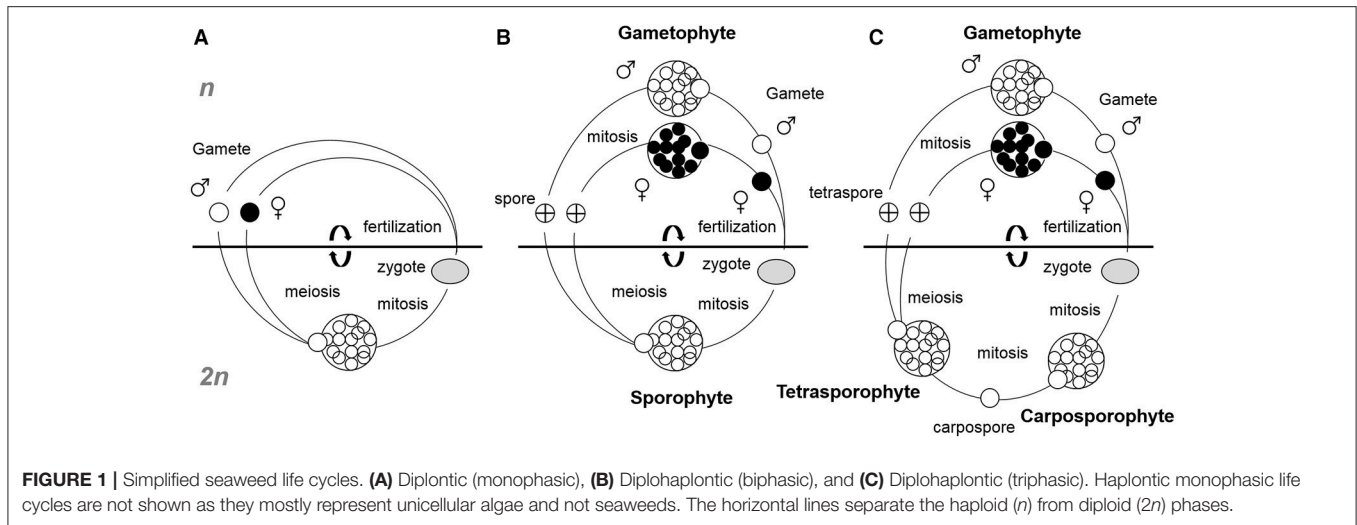 A
B
C
n
2n
Gamete
♂
♀
fertilization
zygote
meiosis
mitosis
Gametophyte
♂
Gamete
♂
mitosis
♀
♀
spore
fertilization
zygote
meiosis
mitosis
Sporophyte
Gametophyte
♂
Gamete
♂
mitosis
♀
♀
tetraspore
fertilization
zygote
meiosis
mitosis
mitosis
Tetrasporophyte
Carposporophyte
carpospore
FIGURE 1 | Simplified seaweed life cycles. (A) Diplontic (monophasic), (B) Diplohaplontic (biphasic), and (C) Diplohaplontic (triphasic). Haplontic monophasic life
cycles are not shown as they mostly represent unicellular algae and not seaweeds. The horizontal lines separate the haploid (n) from diploid (2n) phases.